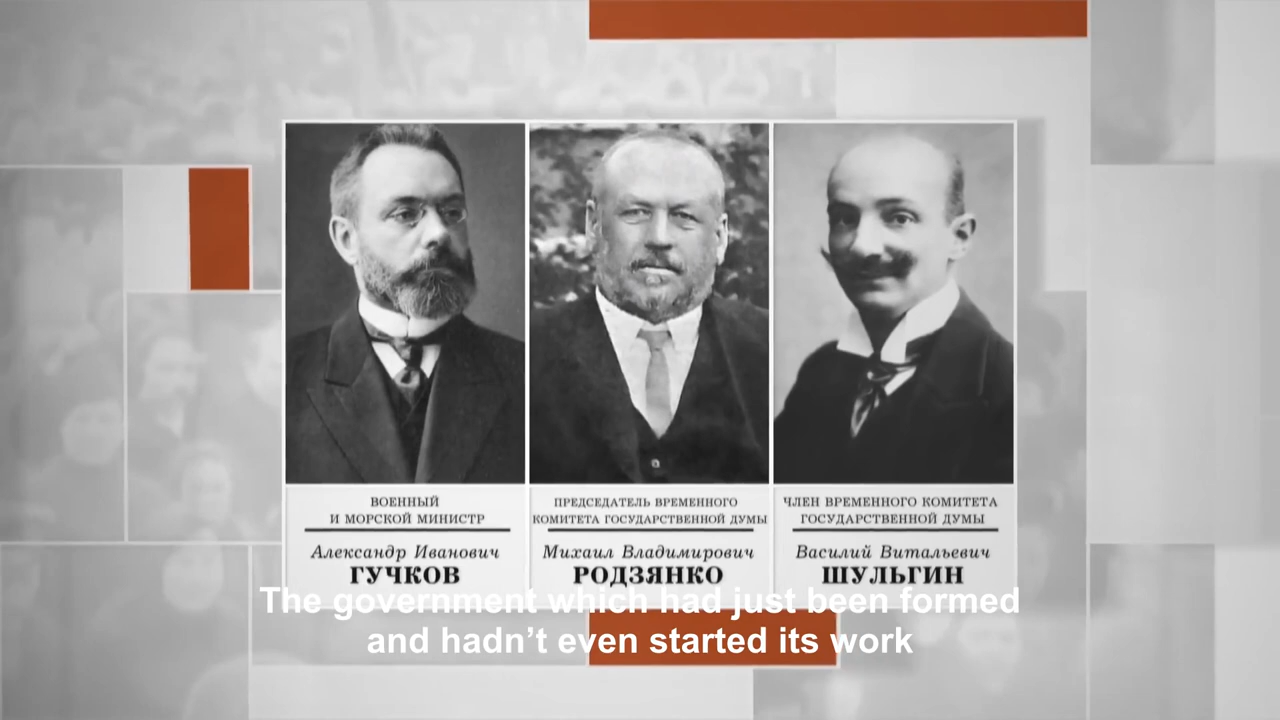 ВОЕННЫЙ
И МОРСКОЙ МИНИСТР
Александр Иванович
ГУЧКОВ
ПРЕДСЕДАТЕЛЬ ВРЕМЕННОГО
КОМИТЕТА ГОСУДАРСТВЕННОЙ ДУМЫ
Михаил Владимирович
РОДЗЯНКО
ЧЛЕН ВРЕМЕННОГО КОМИТЕТА
ГОСУДАРСТВЕННОЙ ДУМЫ
Василий Витальевич
ШУЛЬГИН
The government which had just been formed
and hadn’t even started its work